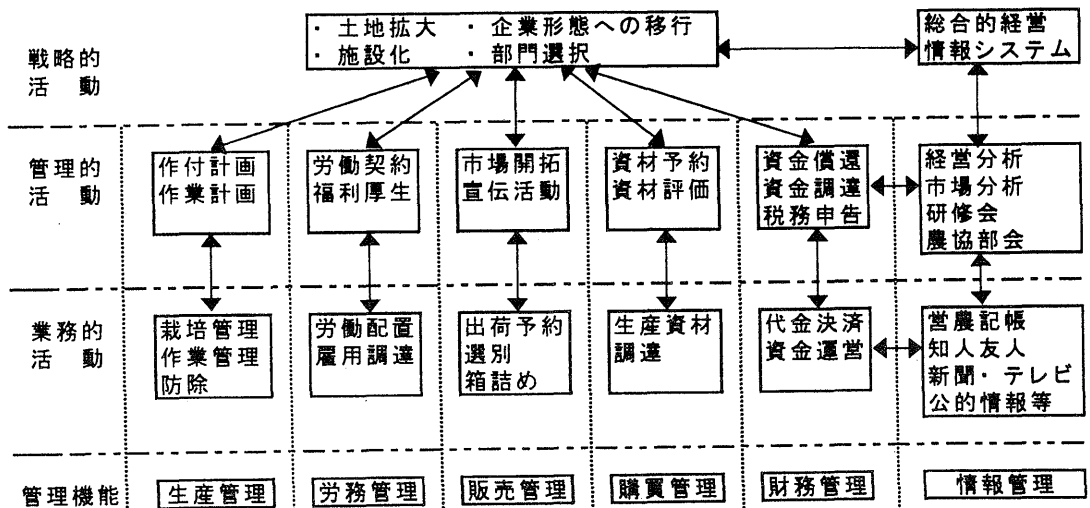 ・土地拡大 ・企業形態への移行
・施設化 ・部門選択
総合的経営
情報システム
戦略的
活 動
管理的
活 動
作付計画
作業計画
労働契約
福利厚生
市場開拓
宣伝活動
資材予約
資材評価
資金償還
資金調達
税務申告
経営分析
市場分析
研修会
農協部会
業務的
活 動
栽培管理
作業管理
防除
労働配置
雇用調達
出荷予約
選別
箱詰め
生産資材
調達
代金決済
資金運営
営農記帳
知人友人
新聞・テレビ
公的情報等
管理機能
生産管理
労務管理
販売管理
購買管理
財務管理
情報管理